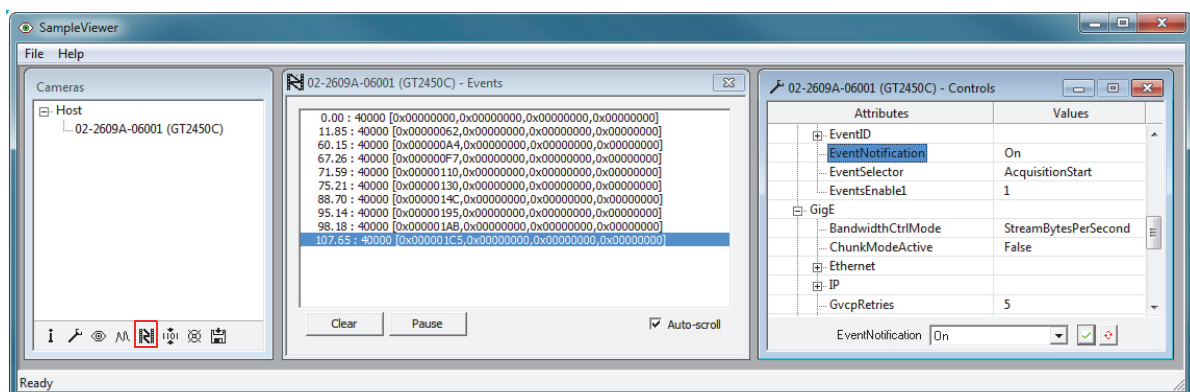 SampleViewer
File Help
Cameras
Host
02-2609A-06001 (GT2450C)
02-2609A-06001 (GT2450C) - Events
0.00 : 40000 [0x00000000,0x00000000,0x00000000,0x00000000]
11.85 : 40000 [0x00000062,0x00000000,0x00000000,0x00000000]
60.15 : 40000 [0x000000A4,0x00000000,0x00000000,0x00000000]
67.26 : 40000 [0x000000F7,0x00000000,0x00000000,0x00000000]
71.59 : 40000 [0x00000110,0x00000000,0x00000000,0x00000000]
75.21 : 40000 [0x00000130,0x00000000,0x00000000,0x00000000]
88.70 : 40000 [0x0000014C,0x00000000,0x00000000,0x00000000]
95.14 : 40000 [0x00000195,0x00000000,0x00000000,0x00000000]
98.18 : 40000 [0x000001AB,0x00000000,0x00000000,0x00000000]
107.65 : 40000 [0x000001C5,0x00000000,0x00000000,0x00000000]
Clear Pause Auto-scroll
02-2609A-06001 (GT2450C) - Controls
Attributes Values
EventID
EventNotification On
EventSelector AcquisitionStart
EventsEnable1 1
GigE
BandwidthCtrlMode StreamBytesPerSecond
ChunkModeActive False
Ethernet
IP
GvcpRetries 5
EventNotification On
Ready